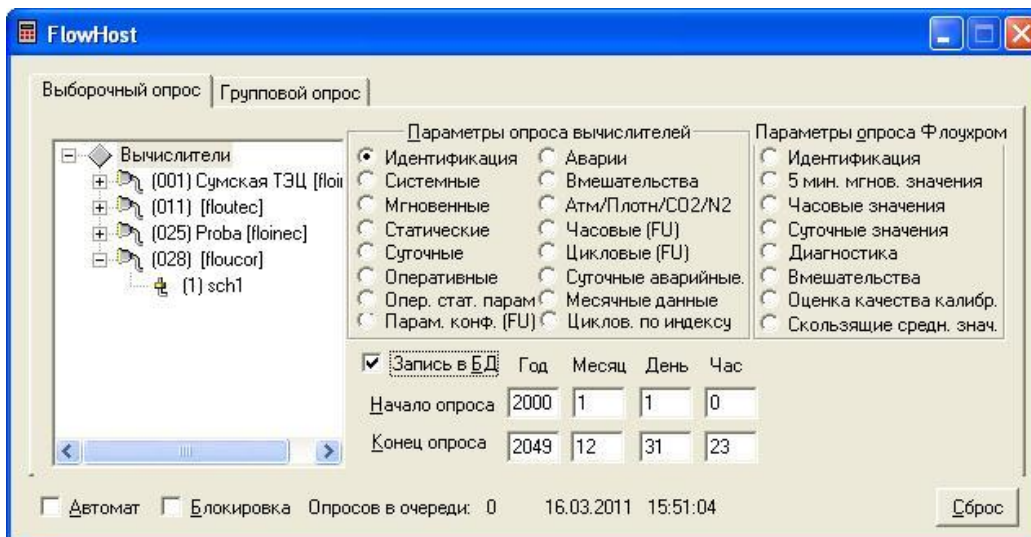 FlowHost
Выборочный опрос Групповой опрос
Вычислители
(001) Сумская ТЭЦ [floi
(011) [floutec]
(025) Proba [floinec]
(028) [floucor]
(1) sch1
Параметры опроса вычислителей
Идентификация Аварии
Системные Вмешательства
Мгновенные Атм/Плотн/CO2/N2
Статические Часовые (FU)
Суточные Цикловые (FU)
Оперативные Суточные аварийные.
Опер. стат. парам Месячные данные
Парам. конф. (FU) Циклов. по индексу
Параметры опроса Флоухром
Идентификация
5 мин. мгнов. значения
Часовые значения
Суточные значения
Диагностика
Вмешательства
Оценка качества калибр.
Скользящие средн. знач.
Запись в БД Год Месяц День Час
Начало опроса 2000 1 1 0
Конец опроса 2049 12 31 23
Автомат Блокировка Опросов в очереди: 0 16.03.2011 15:51:04 Сброс